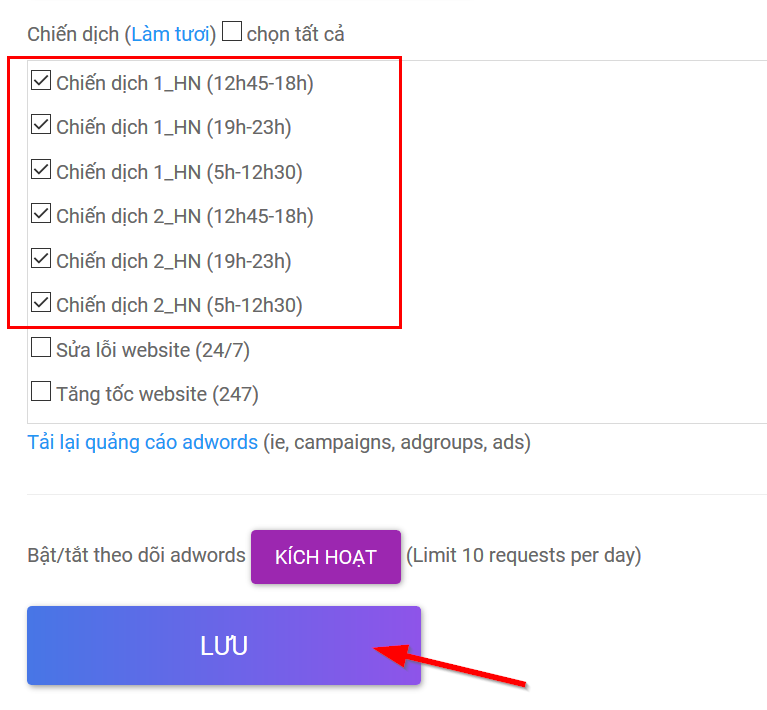 Chiến dịch (Làm tươi) chọn tất cả
Chiến dịch 1_HN (12h45-18h)
Chiến dịch 1_HN (19h-23h)
Chiến dịch 1_HN (5h-12h30)
Chiến dịch 2_HN (12h45-18h)
Chiến dịch 2_HN (19h-23h)
Chiến dịch 2_HN (5h-12h30)
Sửa lỗi website (24/7)
Tăng tốc website (247)
Tải lại quảng cáo adwords (ie, campaigns, adgroups, ads)
Bật/tắt theo dõi adwords KÍCH HOẠT (Limit 10 requests per day)
LƯU